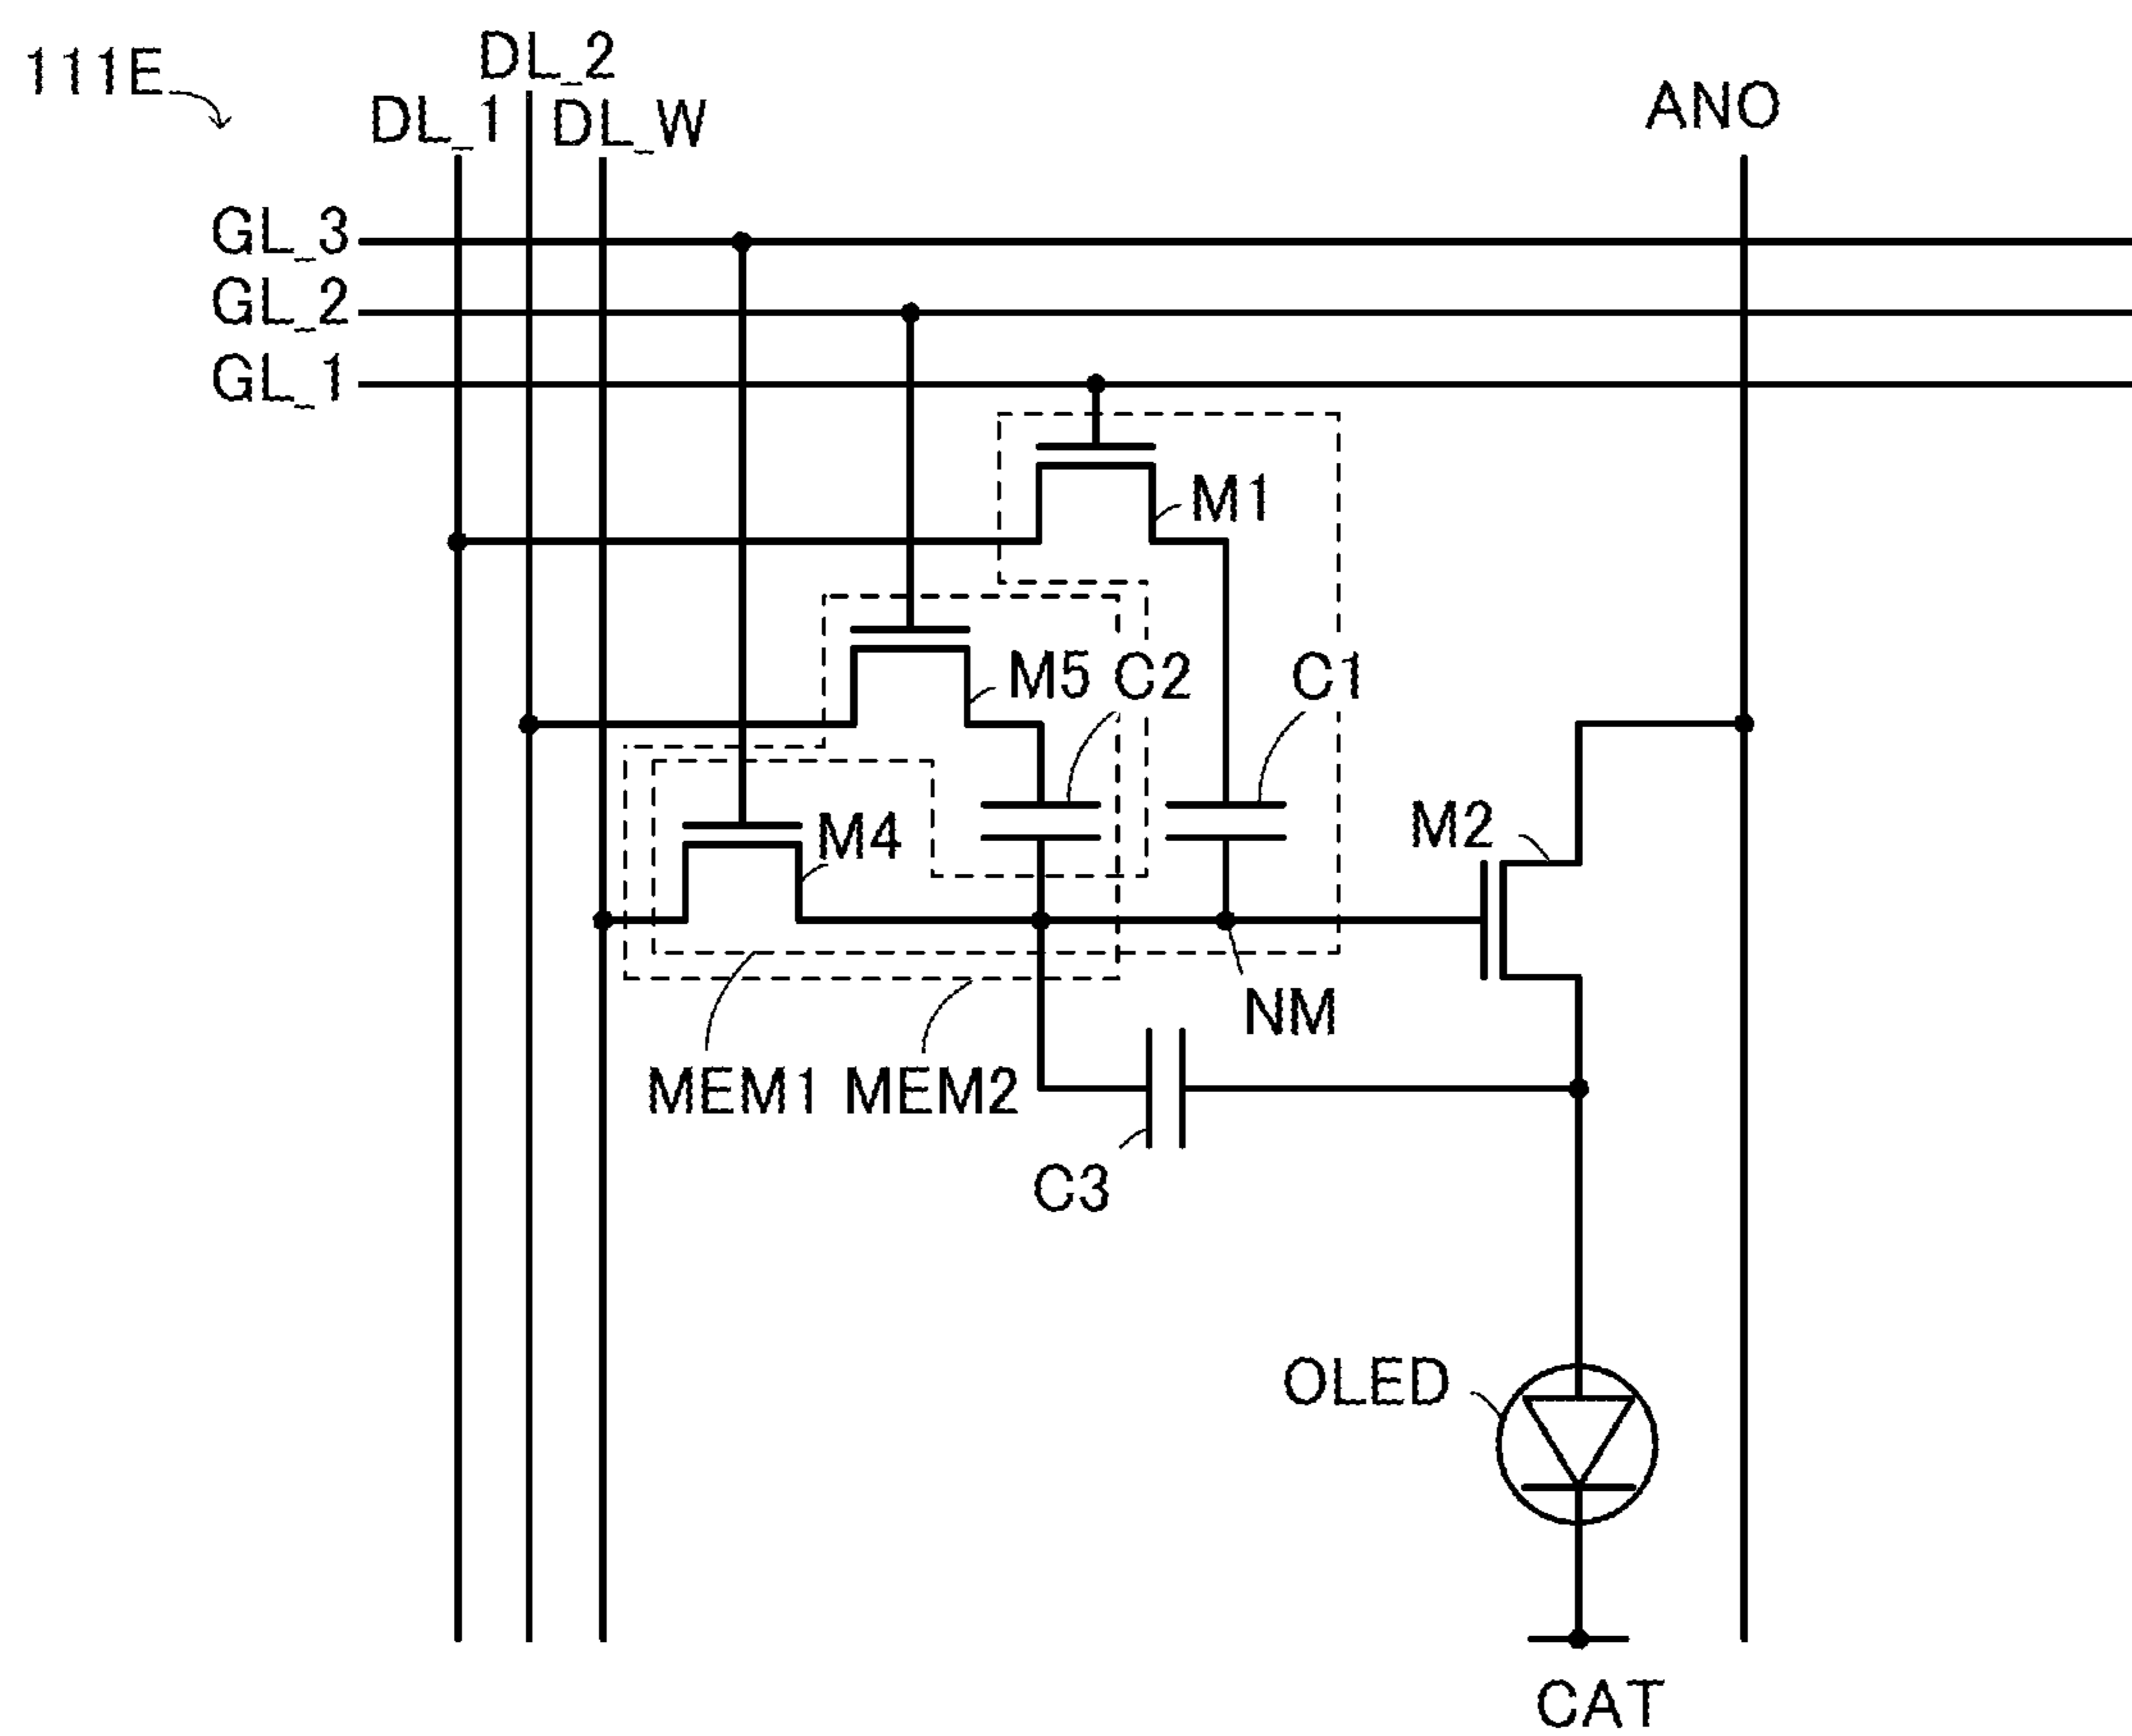 111E
DL_2
DL_1 DL_W
ANO
GL_3
GL_2
GL_1
M1
M5 C2 C1
M4
M2
NM
MEM1 MEM2
C3
OLED
CAT